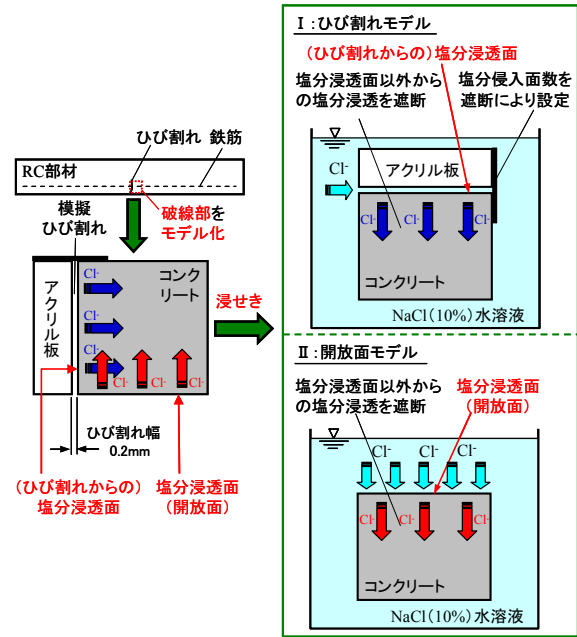 ひび割れ 鉄筋
RC部材
破線部を
モデル化
模擬
ひび割れ
アクリル板
Cl-
Cl-
Cl-
コンク
リート
Cl-
Cl-
Cl-
浸せき
ひび割れ幅
0.2mm
(ひび割れからの)
塩分浸透面
塩分浸透面
(開放面)
Ⅰ:ひび割れモデル
(ひび割れからの)塩分浸透面
塩分浸透面以外から
の塩分浸透を遮断
塩分侵入面数を
遮断により設定
Cl-
アクリル板
Cl-
Cl-
Cl-
コンクリート
NaCl(10%)水溶液
Ⅱ:開放面モデル
塩分浸透面以外から
の塩分浸透を遮断
塩分浸透面
(開放面)
Cl-
Cl-
Cl-
Cl-
Cl-
Cl-
コンクリート
NaCl(10%)水溶液